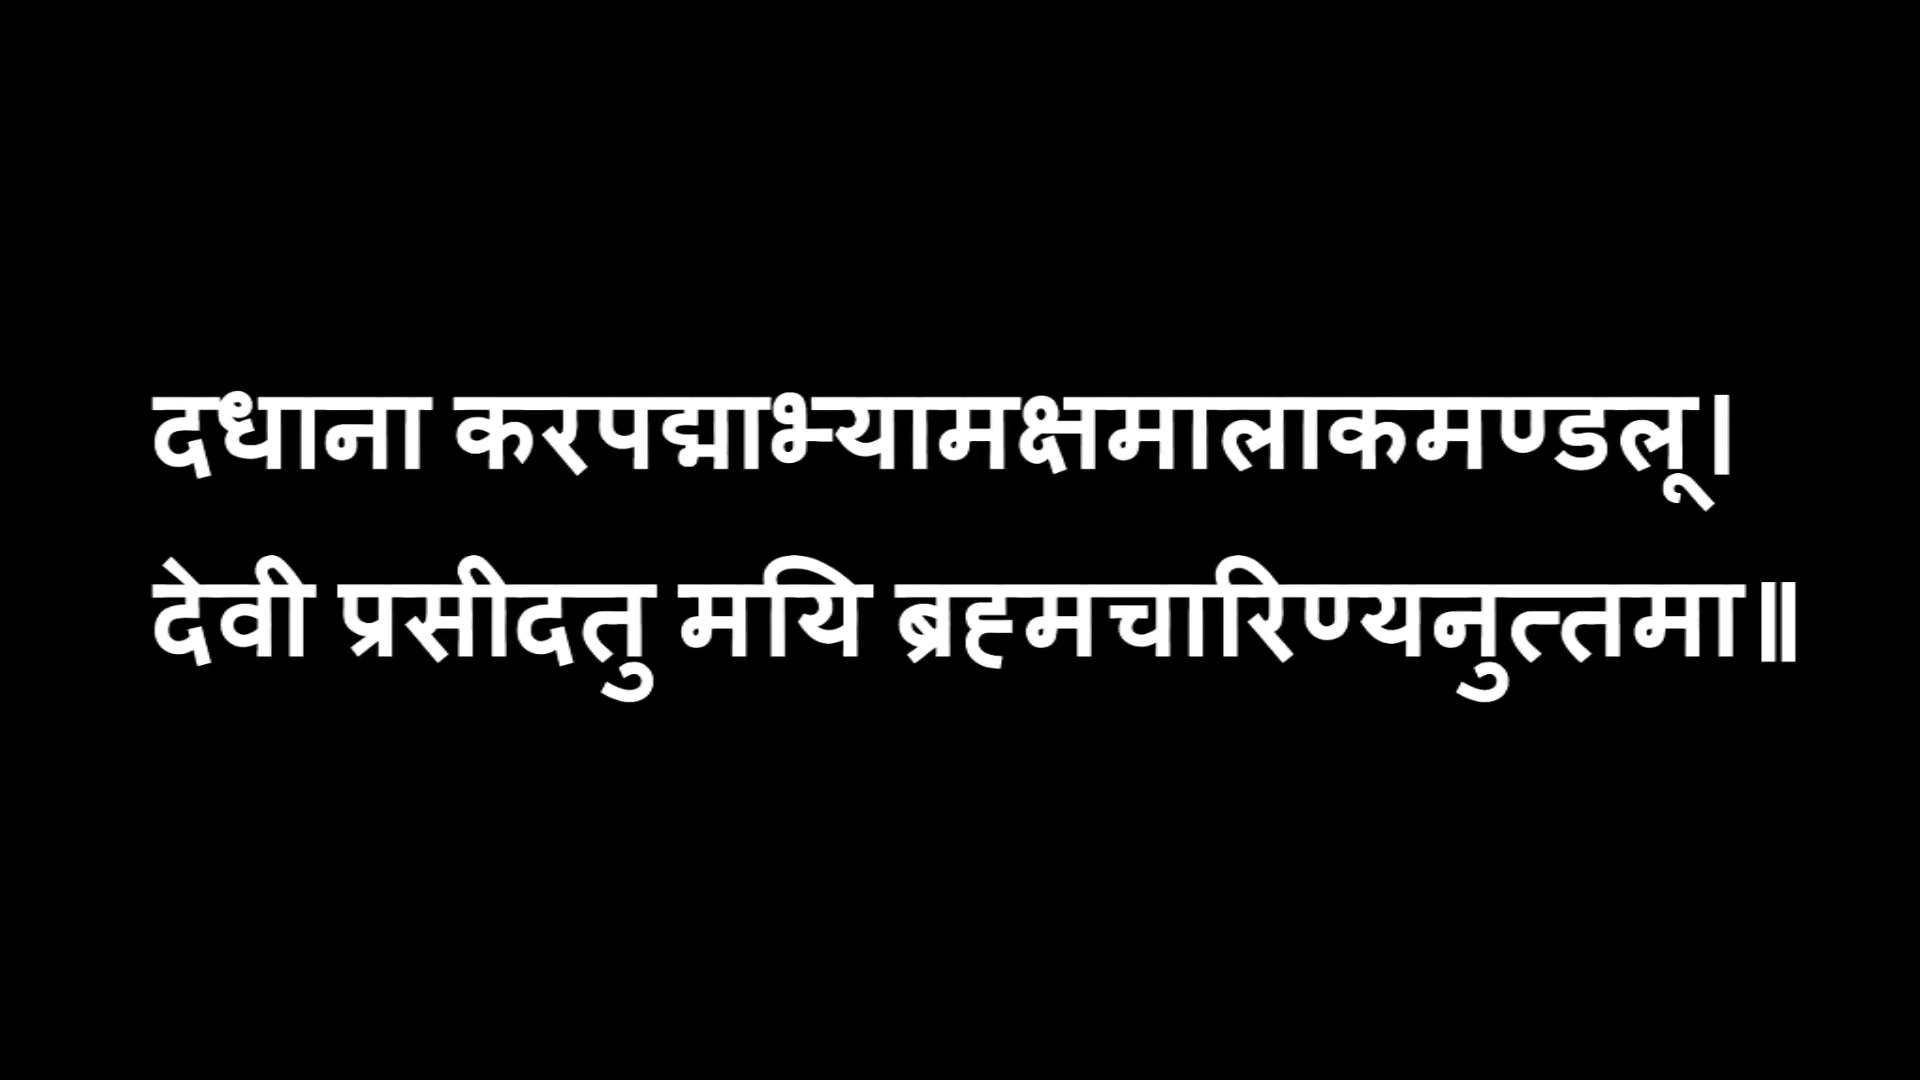 दधाना करपद्माभ्यामक्षमालाकमण्डलू।
देवी प्रसीदतु मयि ब्रह्मचारिण्यनुत्तमा॥